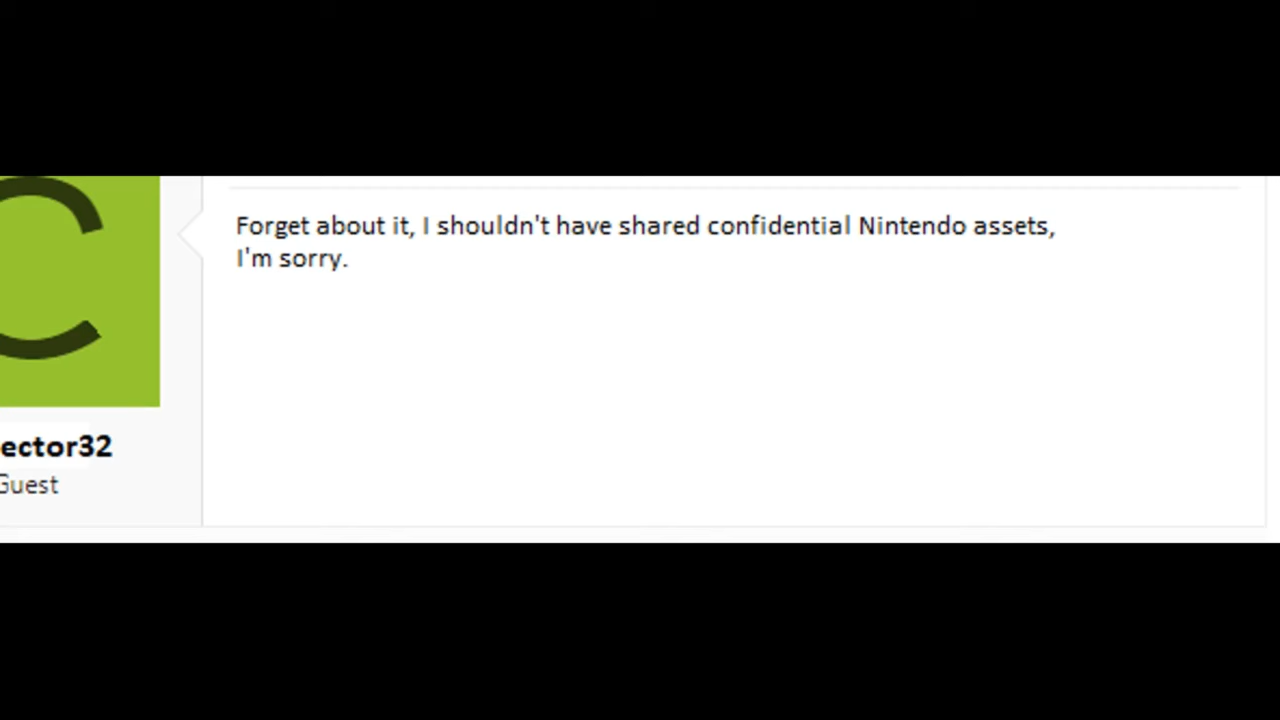 Forget about it, I shouldn't have shared confidential Nintendo assets,
I'm sorry.
C
ector32
Guest